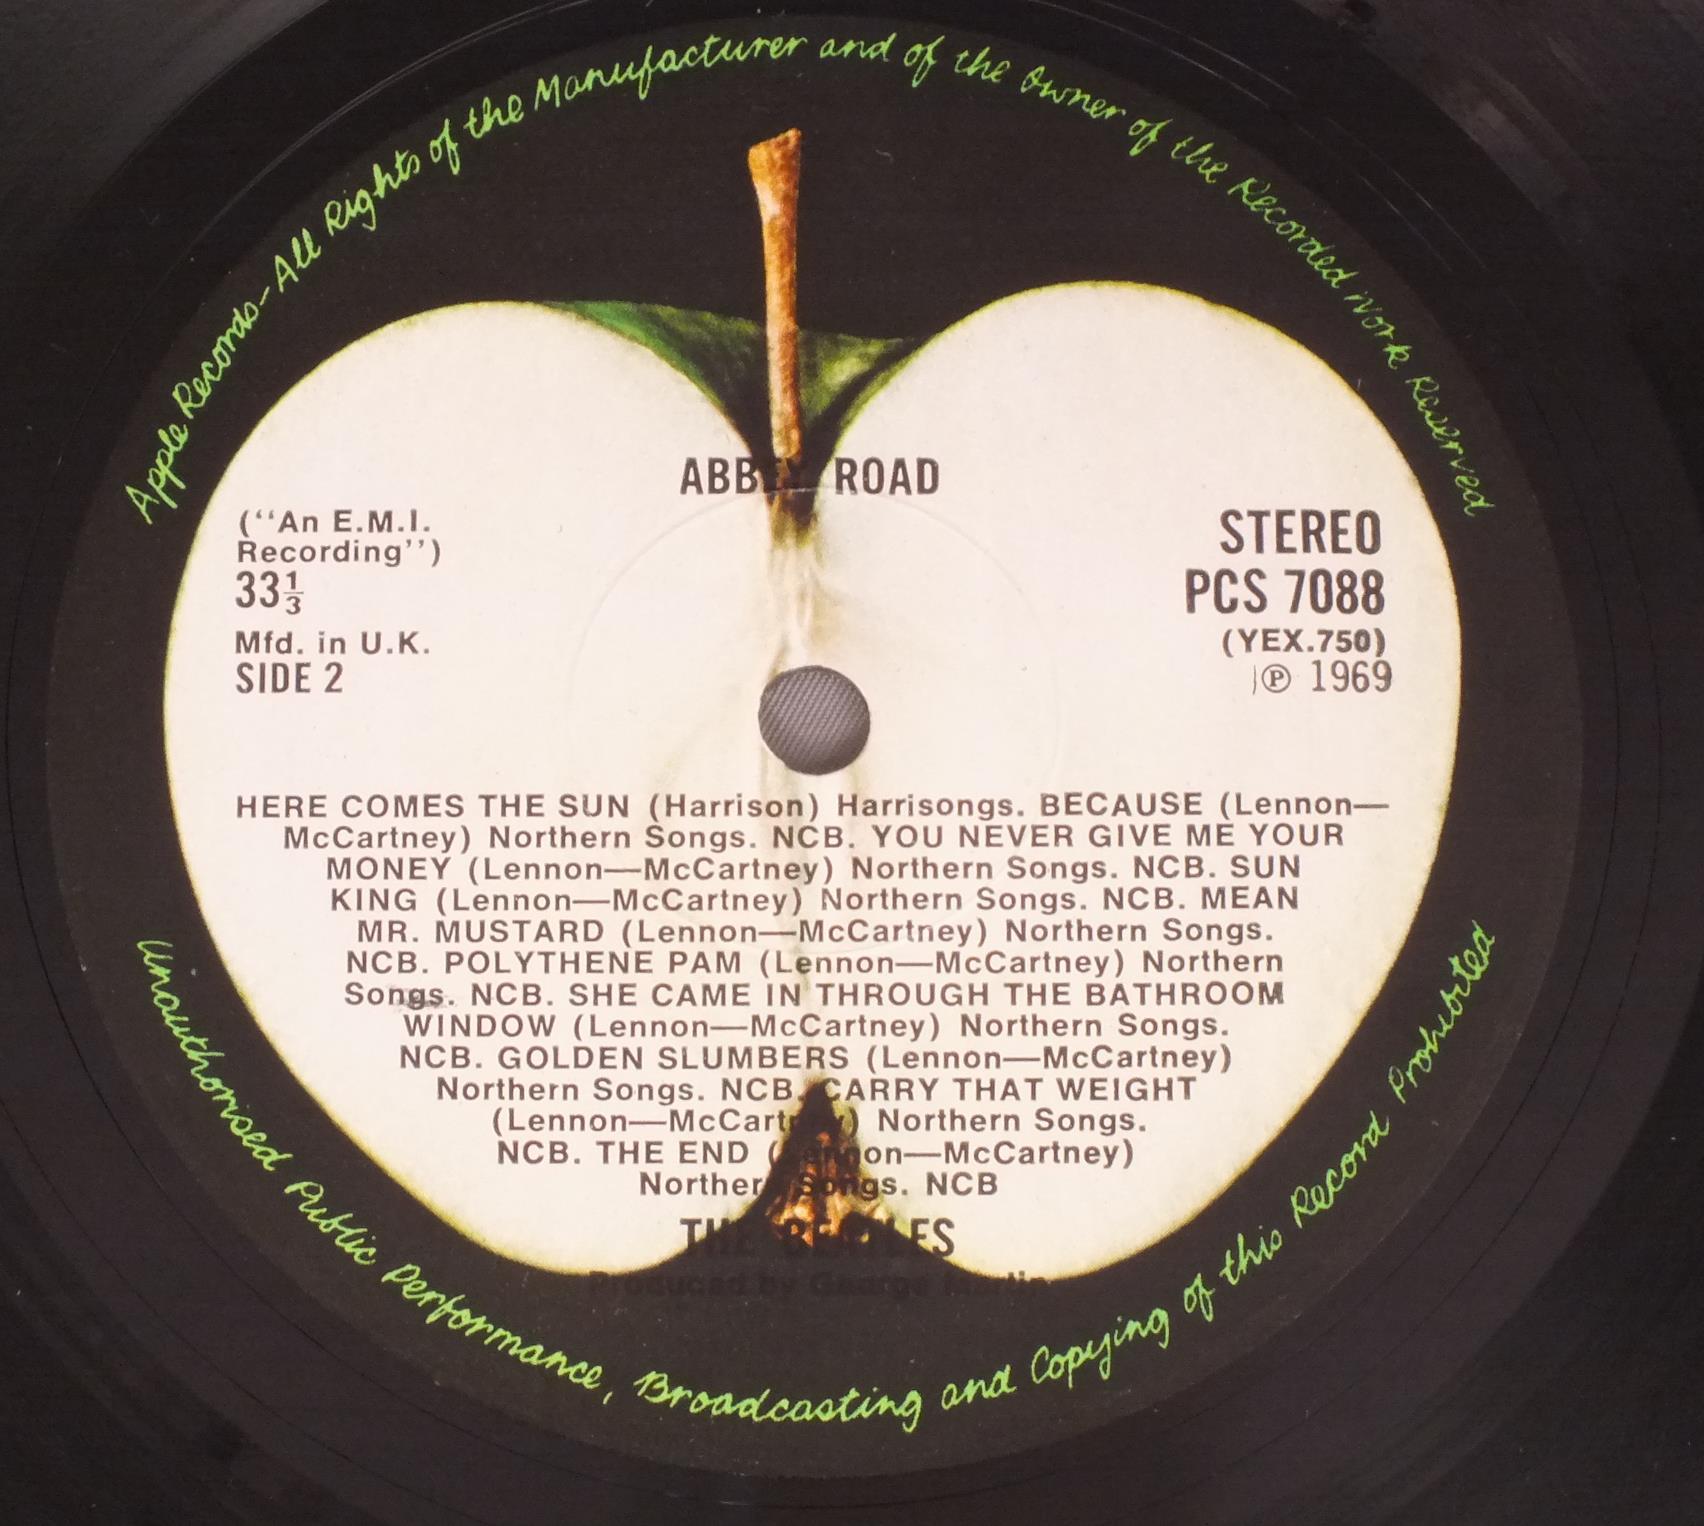 Apple Records-All Rights of the Manufacturer and of the Owner of the Recorded Work Reserved
ABBEY ROAD
(‘‘An E.M.I.
Recording’’)
33⅓
Mfd. in U.K.
SIDE 2
STEREO
PCS 7088
(YEX.750)
℗ 1969
HERE COMES THE SUN (Harrison) Harrisongs. BECAUSE (Lennon—
McCartney) Northern Songs. NCB. YOU NEVER GIVE ME YOUR
MONEY (Lennon—McCartney) Northern Songs. NCB. SUN
KING (Lennon—McCartney) Northern Songs. NCB. MEAN
MR. MUSTARD (Lennon—McCartney) Northern Songs.
NCB. POLYTHENE PAM (Lennon—McCartney) Northern
Songs. NCB. SHE CAME IN THROUGH THE BATHROOM
WINDOW (Lennon—McCartney) Northern Songs.
NCB. GOLDEN SLUMBERS (Lennon—McCartney)
Northern Songs. NCB. CARRY THAT WEIGHT
(Lennon—McCartney) Northern Songs.
NCB. THE END (Lennon—McCartney)
Northern Songs. NCB
THE BEATLES
Produced by George Martin
Unauthorised Public Performance, Broadcasting and Copying of this Record Prohibited